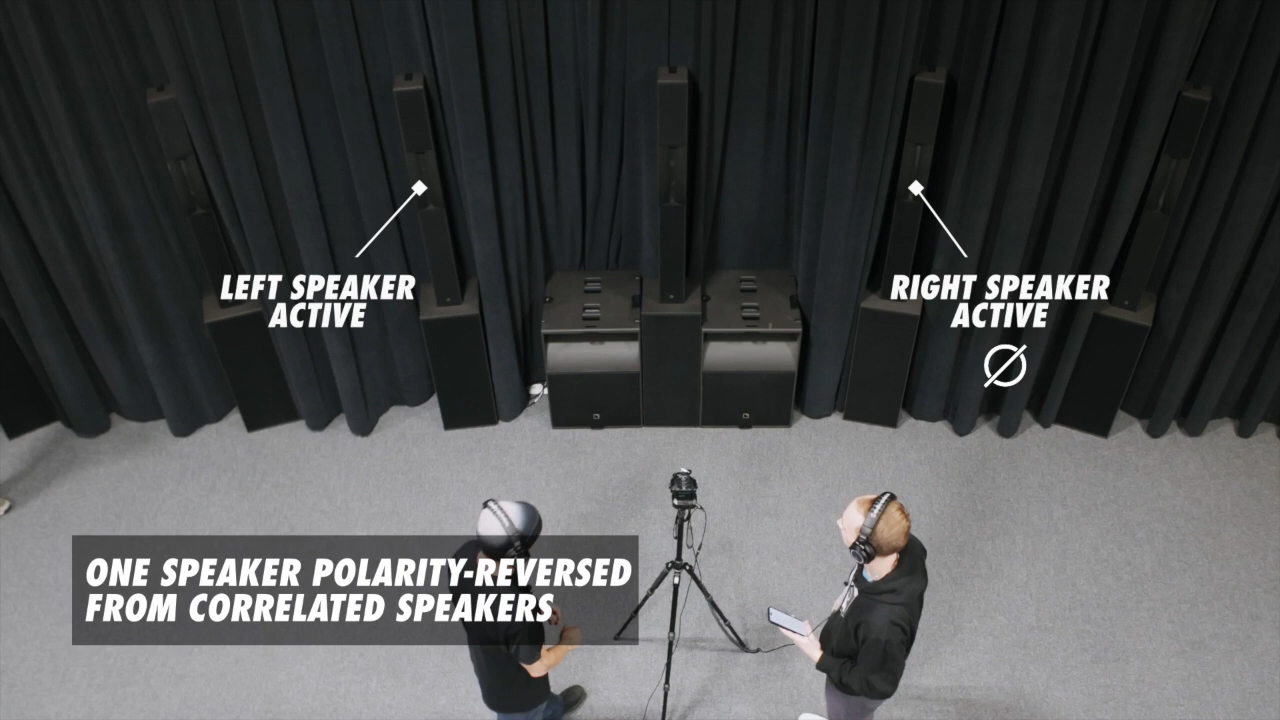 LEFT SPEAKER
ACTIVE
RIGHT SPEAKER
ACTIVE
Ø
ONE SPEAKER POLARITY-REVERSED
FROM CORRELATED SPEAKERS